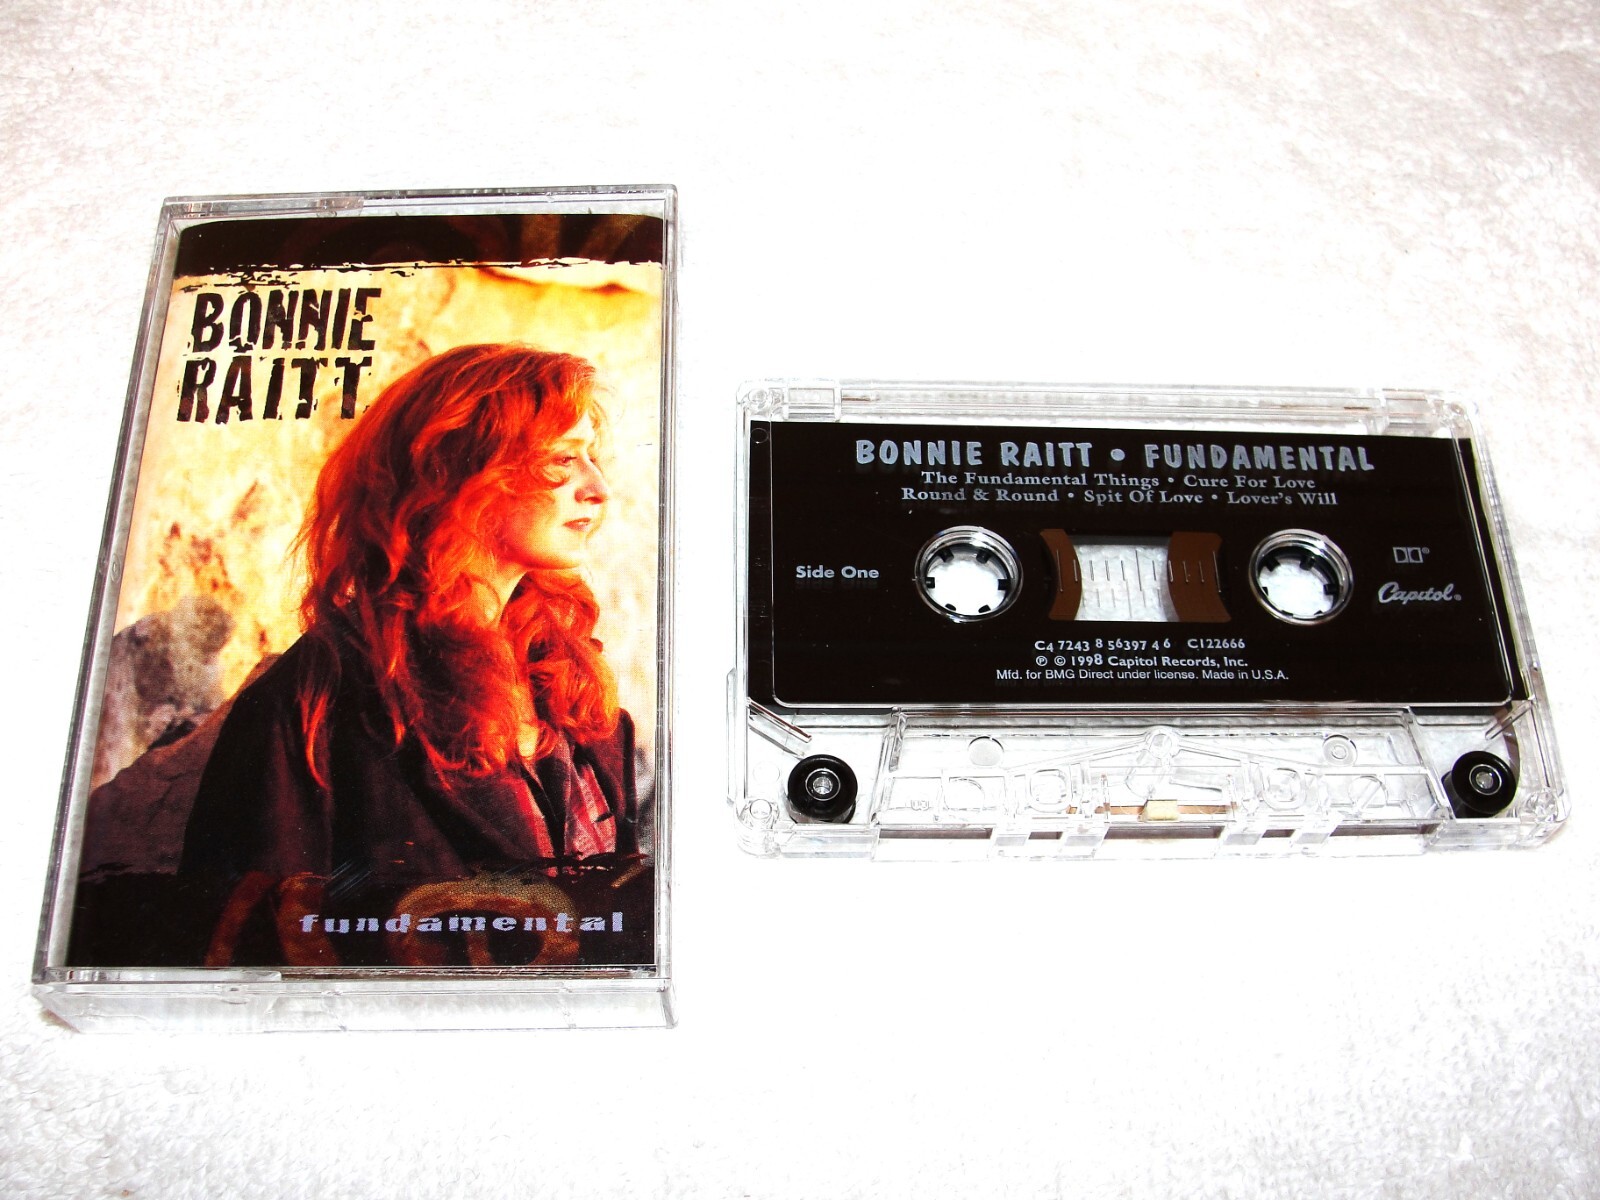 BONNIE
RAITT
fundamental
BONNIE RAITT • FUNDAMENTAL
The Fundamental Things • Cure For Love
Round & Round • Spit Of Love • Lover's Will
Side One
Capitol®
C4 7243 8 56397 4 6 C122666
℗ © 1998 Capitol Records, Inc.
Mfd. for BMG Direct under license. Made in U.S.A.